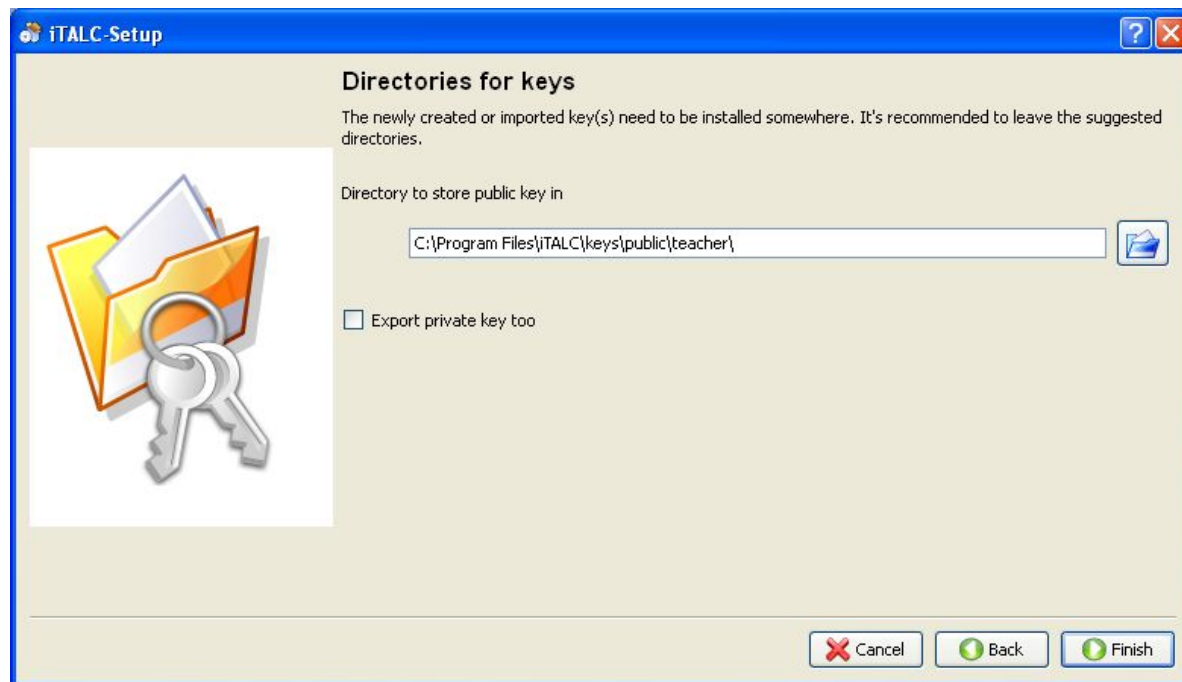 iTALC-Setup
Directories for keys
The newly created or imported key(s) need to be installed somewhere. It's recommended to leave the suggested
directories.
Directory to store public key in
C:\Program Files\iTALC\keys\public\teacher\
Export private key too
Cancel Back Finish